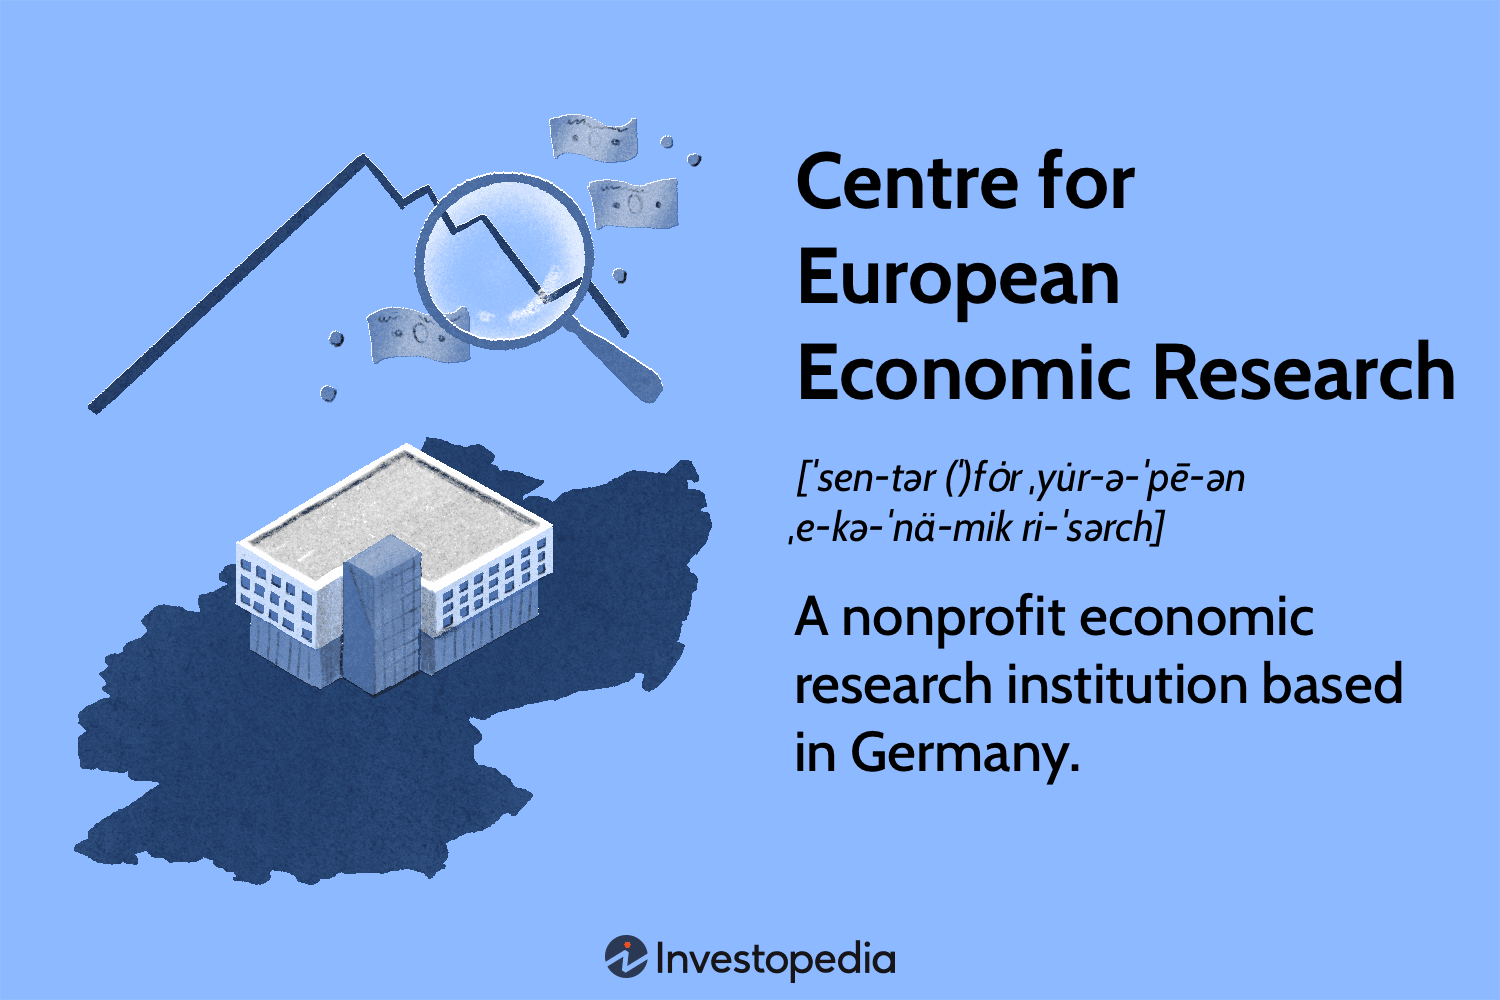 Centre for
European
Economic Research
[ˈsen-tər (ˈ)fȯr ˌyu̇r-ə-ˈpē-ən
ˌe-kə-ˈnä-mik ri-ˈsərch]
A nonprofit economic
research institution based
in Germany.
Investopedia